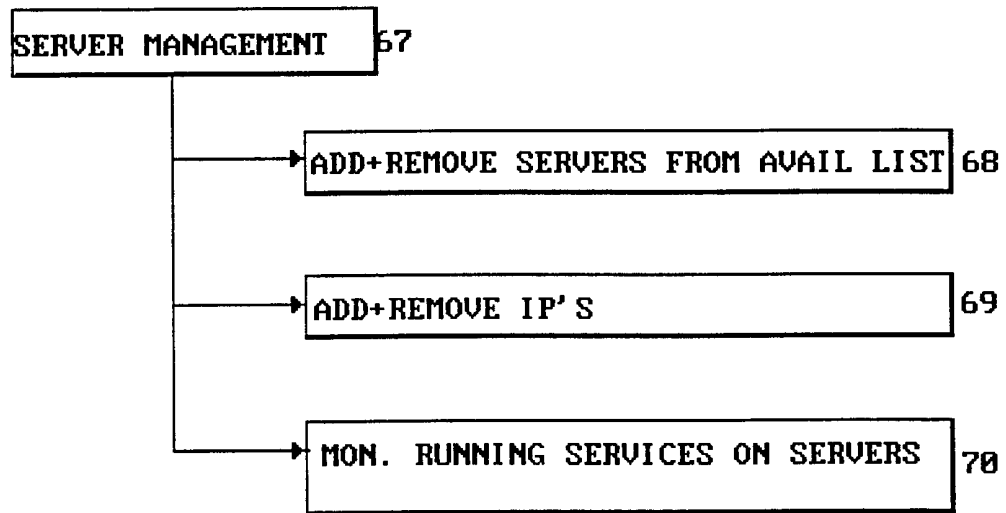 SERVER MANAGEMENT 67
ADD+REMOVE SERVERS FROM AVAIL LIST 68
ADD+REMOVE IP'S 69
MON. RUNNING SERVICES ON SERVERS 70